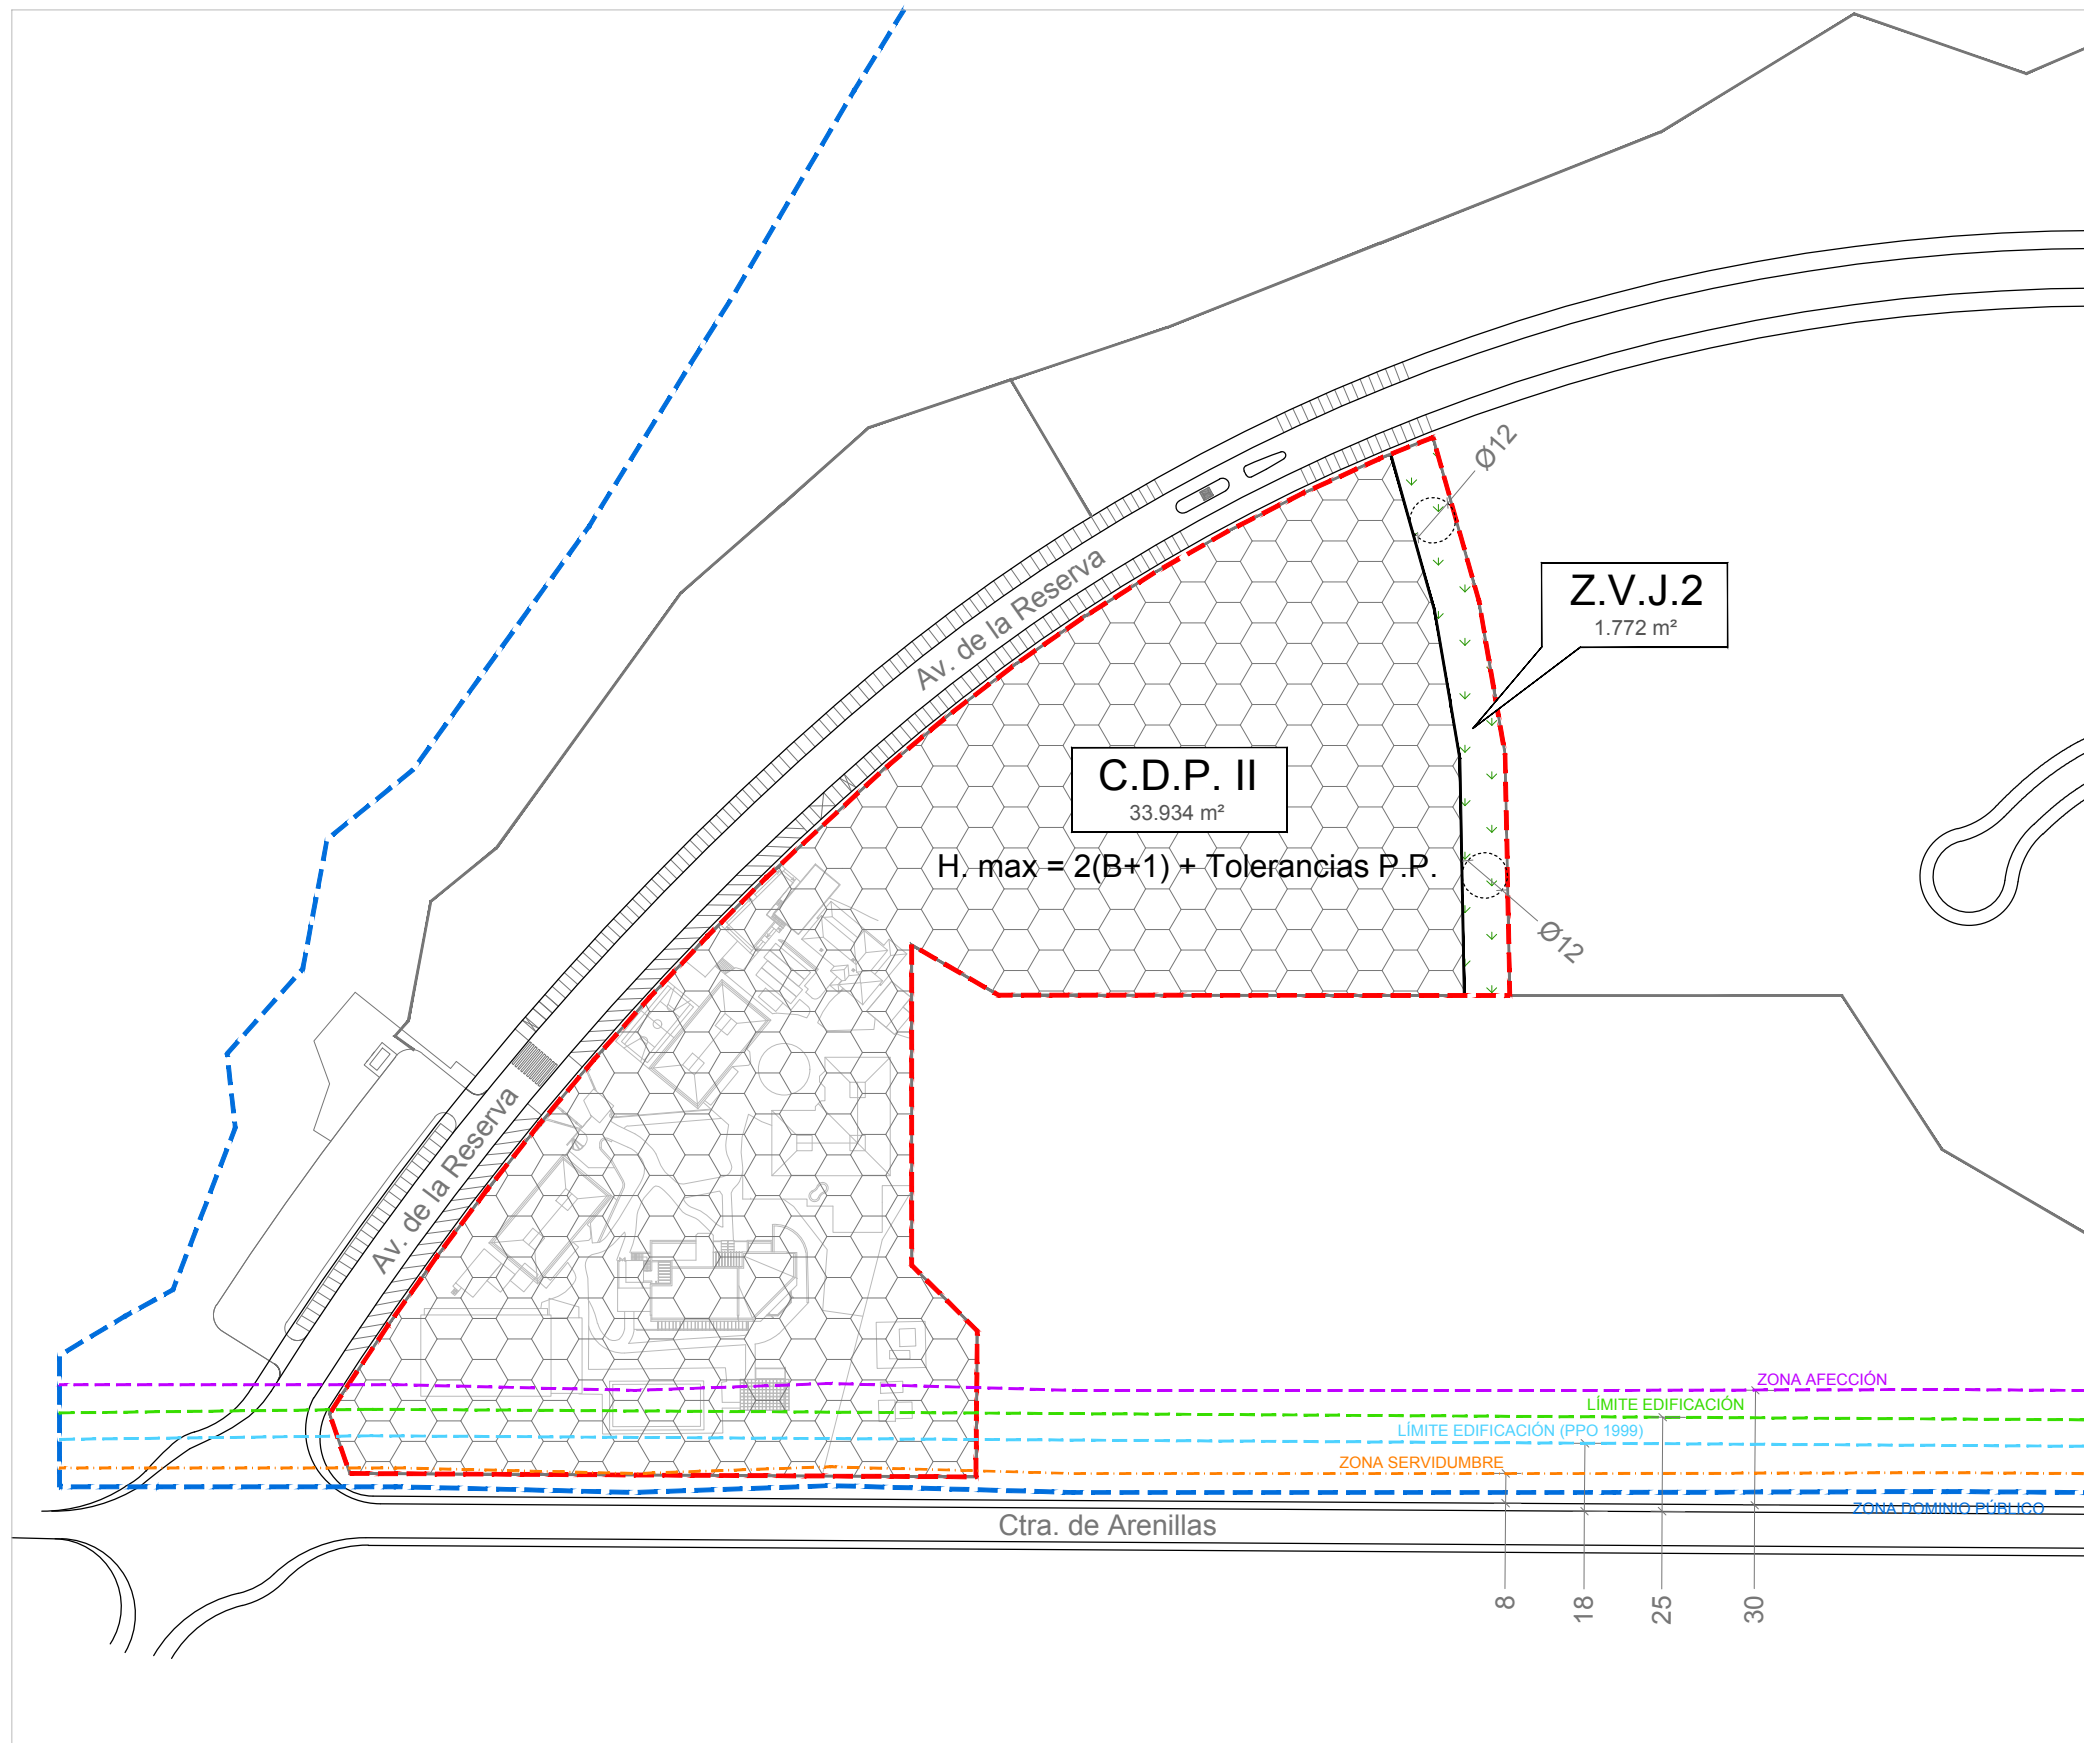 Ø12
Z.V.J.2
1.772 m²
Av. de la Reserva
C.D.P. II
33.934 m²
H. max = 2(B+1) + Tolerancias P.P.
Ø12
Av. de la Reserva
ZONA AFECCIÓN
LÍMITE EDIFICACIÓN
LÍMITE EDIFICACIÓN (PPO 1999)
ZONA SERVIDUMBRE
ZONA DOMINIO PÚBLICO
Ctra. de Arenillas
8
18
25
30